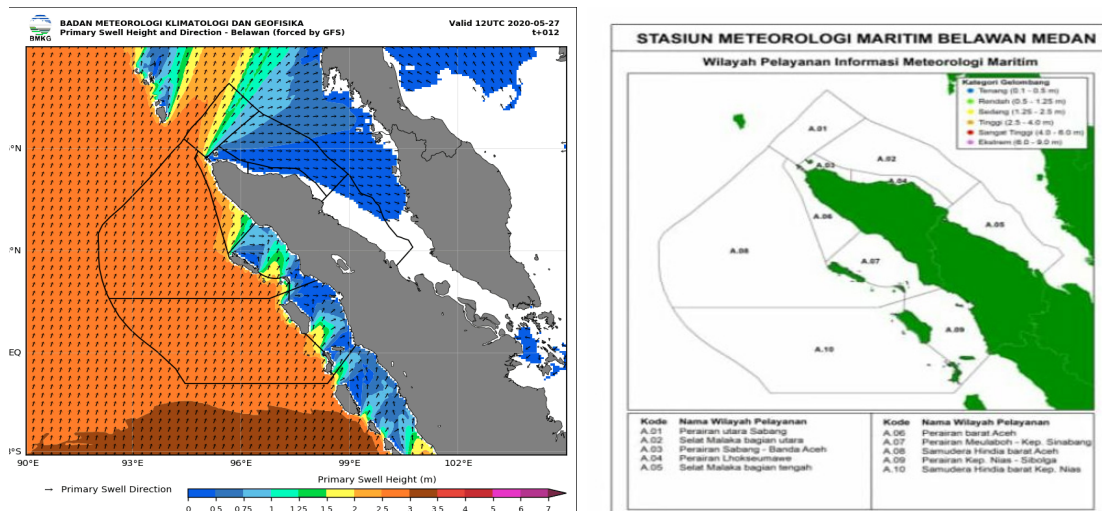 BADAN METEOROLOGI KLIMATOLOGI DAN GEOFISIKA
Valid 12UTC 2020-05-27
Primary Swell Height and Direction - Belawan (forced by GFS)
t+012
BMKG
°N
°N
EQ
°S
90°E 93°E 96°E 99°E 102°E
→ Primary Swell Direction
Primary Swell Height (m)
0 0.5 0.75 1 1.25 1.5 2 2.5 3 3.5 4 5 6 7
STASIUN METEOROLOGI MARITIM BELAWAN MEDAN
Wilayah Pelayanan Informasi Meteorologi Maritim
Kategori Gelombang
Tenang (0.1 - 0.5 m)
Rendah (0.5 - 1.25 m)
Sedang (1.25 - 2.5 m)
Tinggi (2.5 - 4.0 m)
Sangat Tinggi (4.0 - 6.0 m)
Ekstrem (6.0 - 9.0 m)
A.01
A.02
A.03
A.04
A.05
A.06
A.07
A.08
A.09
A.10
Kode Nama Wilayah Pelayanan
A.01 Perairan utara Sabang
A.02 Selat Malaka bagian utara
A.03 Perairan Sabang - Banda Aceh
A.04 Perairan Lhokseumawe
A.05 Selat Malaka bagian tengah
Kode Nama Wilayah Pelayanan
A.06 Perairan barat Aceh
A.07 Perairan Meulaboh - Kep. Sinabang
A.08 Samudera Hindia barat Aceh
A.09 Perairan Kep. Nias - Sibolga
A.10 Samudera Hindia barat Kep. Nias